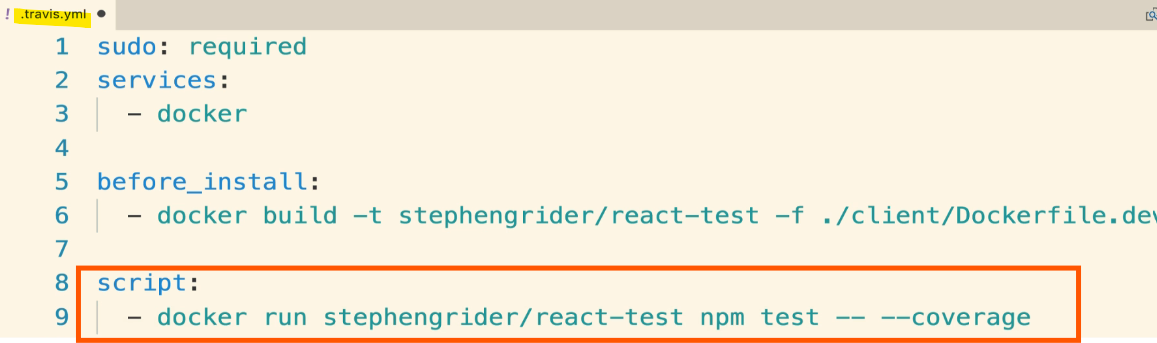 ! .travis.yml ●
1 sudo: required
2 services:
3 - docker
4
5 before_install:
6 - docker build -t stephengrider/react-test -f ./client/Dockerfile.dev
7
8 script:
9 - docker run stephengrider/react-test npm test -- --coverage